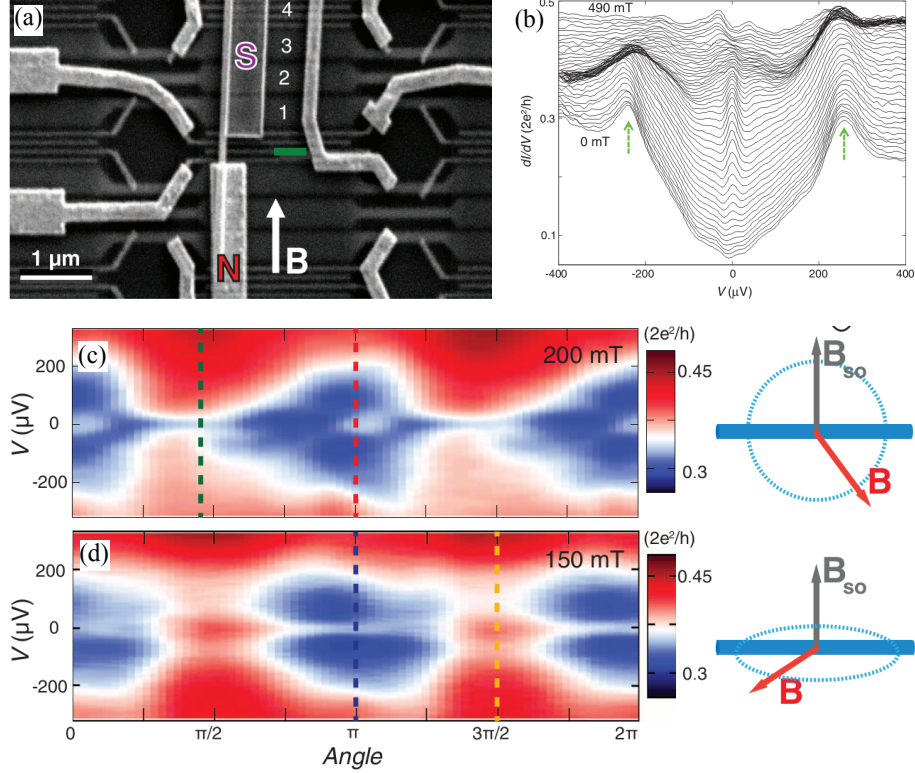 (a)
S
4
3
2
1
B
N
1 µm
(b)
490 mT
0 mT
0.5
0.3
0.1
dI/dV (2e²/h)
-400
-200
0
200
400
V (µV)
(c)
200 mT
V (µV)
200
0
-200
(2e²/h)
0.45
0.3
B_so
B
(d)
150 mT
V (µV)
200
0
-200
(2e²/h)
0.45
0.3
B_so
B
0
π/2
π
3π/2
2π
Angle